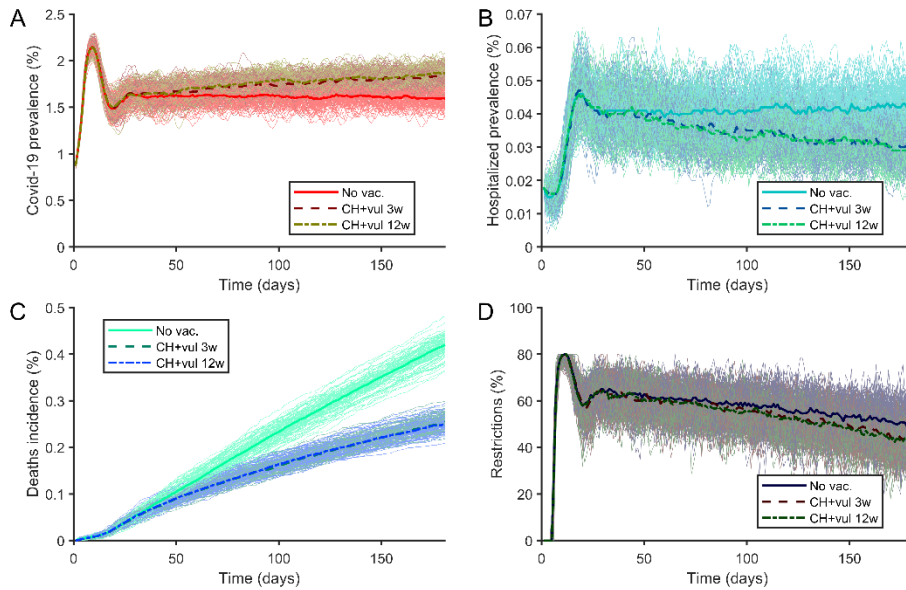 A
Covid-19 prevalence (%)
2.5
2
1.5
1
0.5
0
0
50
100
150
Time (days)
No vac.
CH+vul 3w
CH+vul 12w
B
Hospitalized prevalence (%)
0.07
0.06
0.05
0.04
0.03
0.02
0.01
0
0
50
100
150
Time (days)
No vac.
CH+vul 3w
CH+vul 12w
C
Deaths incidence (%)
0.5
0.4
0.3
0.2
0.1
0
0
50
100
150
Time (days)
No vac.
CH+vul 3w
CH+vul 12w
D
Restrictions (%)
100
80
60
40
20
0
0
50
100
150
Time (days)
No vac.
CH+vul 3w
CH+vul 12w